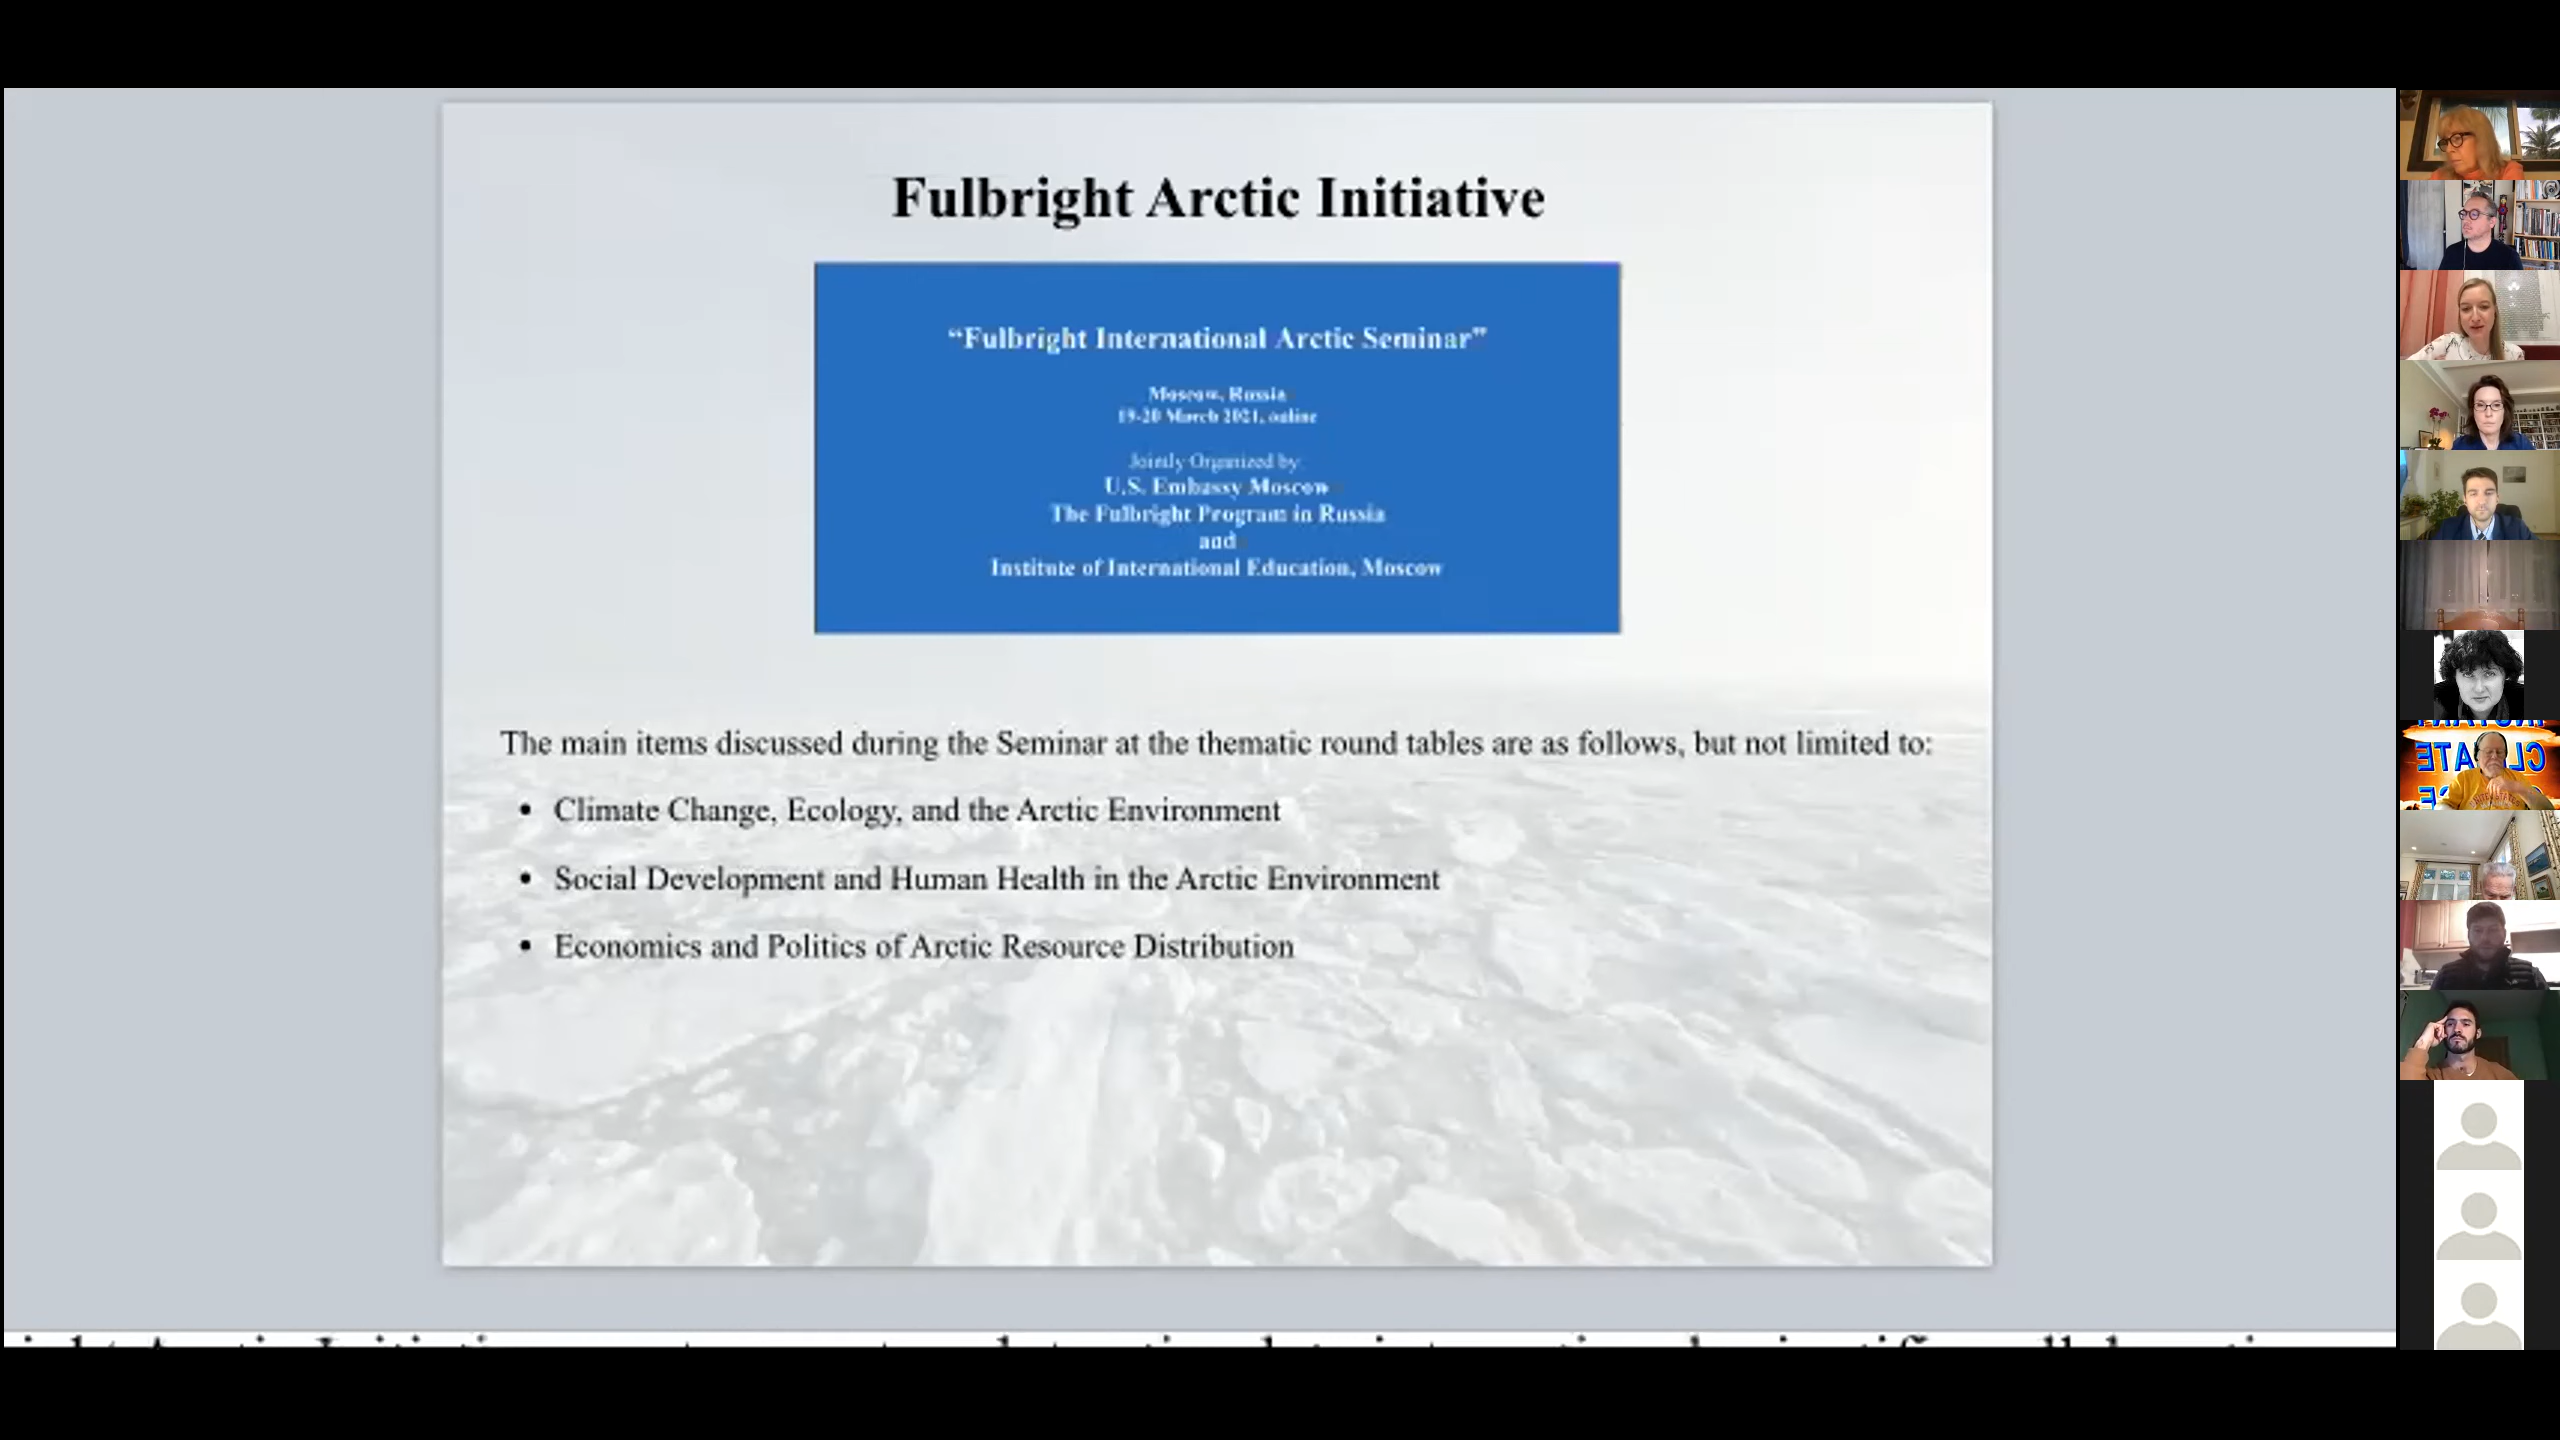 Fulbright Arctic Initiative
“Fulbright International Arctic Seminar”
Moscow, Russia
19-20 March 2021, online
Jointly Organized by
U.S. Embassy Moscow
The Fulbright Program in Russia
and
Institute of International Education, Moscow
The main items discussed during the Seminar at the thematic round tables are as follows, but not limited to:
• Climate Change, Ecology, and the Arctic Environment
• Social Development and Human Health in the Arctic Environment
• Economics and Politics of Arctic Resource Distribution